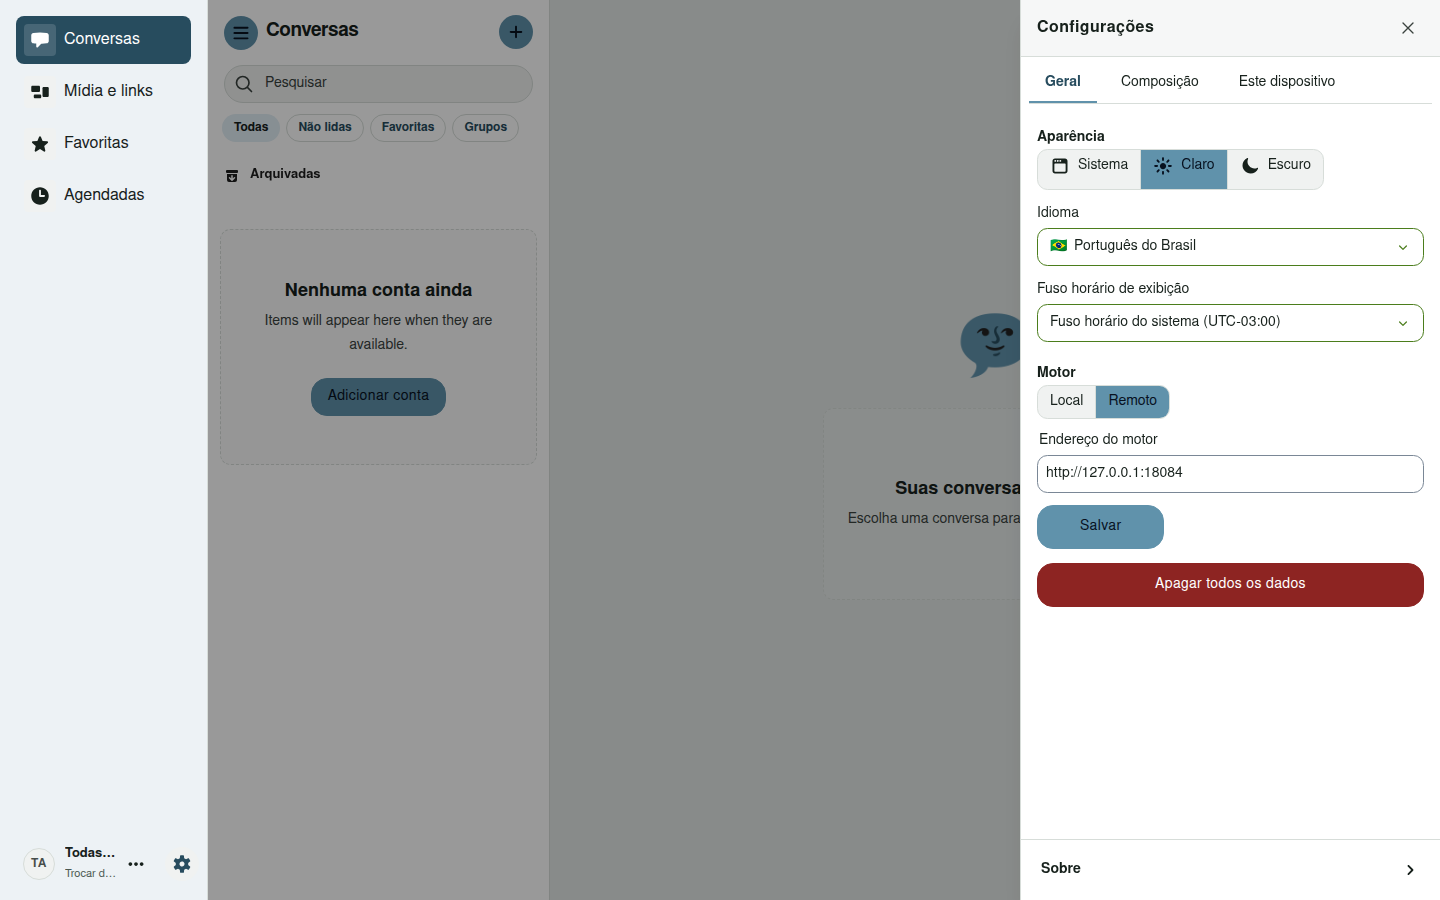 Conversas
Mídia e links
Favoritas
Agendadas
TA
Todas...
Trocar d...
Conversas
Pesquisar
Todas
Não lidas
Favoritas
Grupos
Arquivadas
Nenhuma conta ainda
Items will appear here when they are
available.
Adicionar conta
Suas conversa
Escolha uma conversa para
Configurações
Geral
Composição
Este dispositivo
Aparência
Sistema
Claro
Escuro
Idioma
Português do Brasil
Fuso horário de exibição
Fuso horário do sistema (UTC-03:00)
Motor
Local
Remoto
Endereço do motor
http://127.0.0.1:18084
Salvar
Apagar todos os dados
Sobre